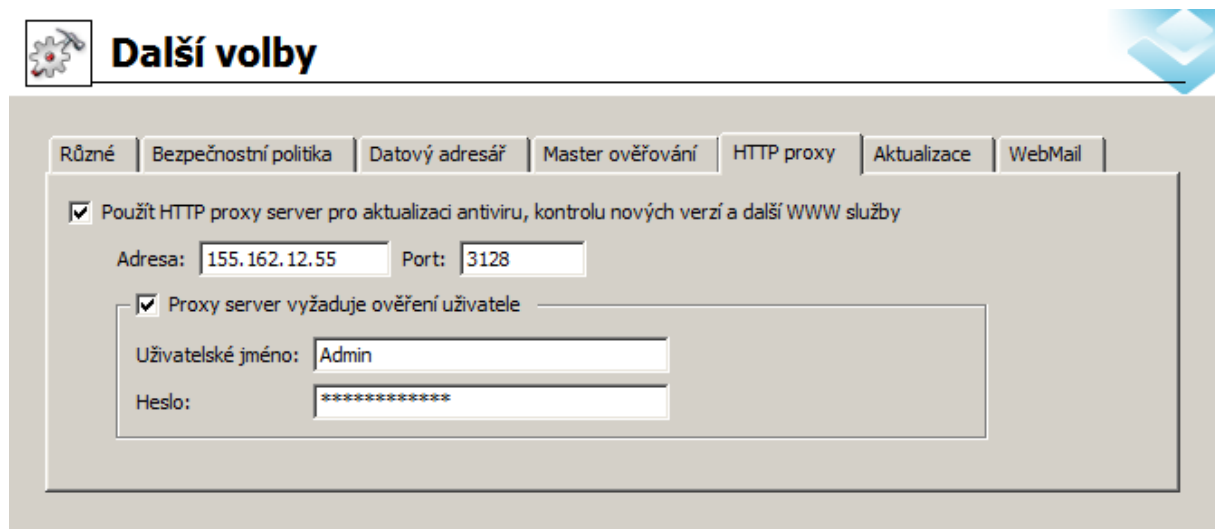 Další volby
Různé Bezpečnostní politika Datový adresář Master ověřování HTTP proxy Aktualizace WebMail
Použít HTTP proxy server pro aktualizaci antiviru, kontrolu nových verzí a další WWW služby
Adresa: 155.162.12.55 Port: 3128
Proxy server vyžaduje ověření uživatele
Uživatelské jméno: Admin
Heslo: *************